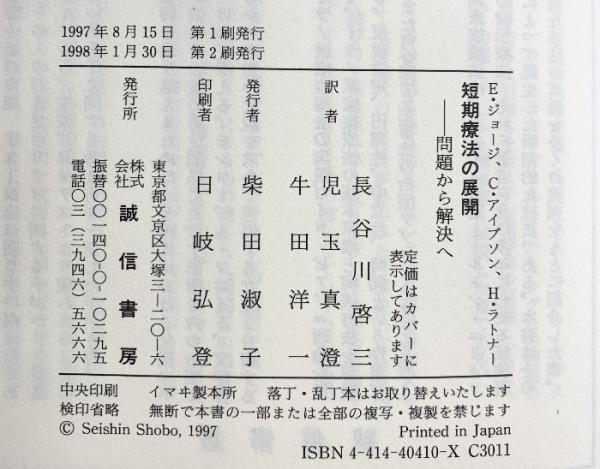 1997年8月15日 第1刷発行
1998年1月30日 第2刷発行
E・ジョージ、C・アイブソン、H・ラトナー
短期療法の展開
――問題から解決へ
定価はカバーに
表示してあります
訳者
長谷川啓三
児玉真澄
牛田洋一
発行者 柴田淑子
印刷者 日岐弘登
発行所 株式会社 誠信書房
東京都文京区大塚三―二〇―六
振替〇〇一四〇―〇―一〇二九五
電話〇三(三九四六)五六六六
中央印刷 イマヰ製本所 落丁・乱丁本はお取り替えいたします
検印省略 無断で本書の一部または全部の複写・複製を禁じます
© Seishin Shobo, 1997 Printed in Japan
ISBN 4-414-40410-X C3011